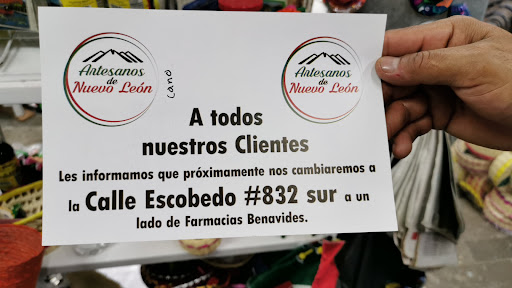 Artesanos
de
Nuevo León
cano
Artesanos
de
Nuevo León
A todos
nuestros Clientes
Les informamos que próximamente nos cambiaremos a
la Calle Escobedo #832 sur a un
lado de Farmacias Benavides.